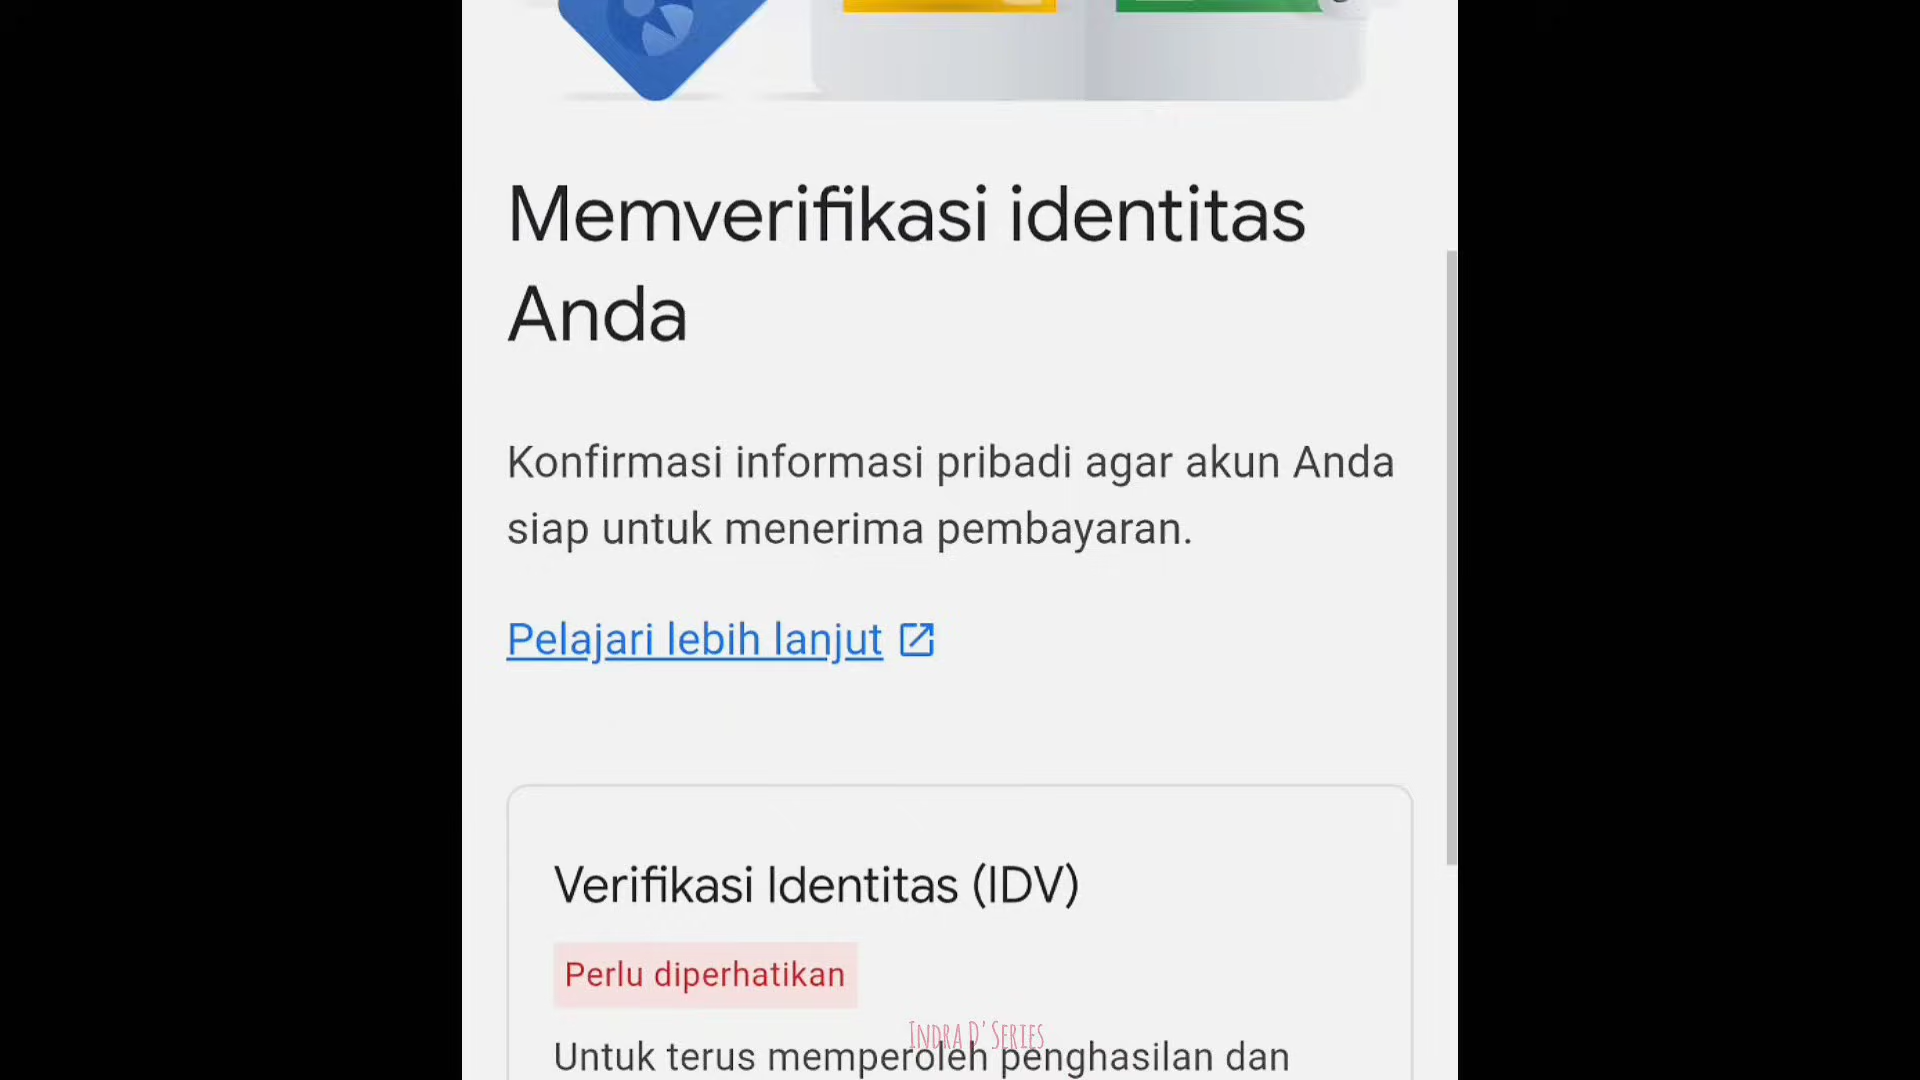 Memverifikasi identitas
Anda
Konfirmasi informasi pribadi agar akun Anda
siap untuk menerima pembayaran.
Pelajari lebih lanjut
Verifikasi Identitas (IDV)
Perlu diperhatikan
Indra D' Series
Untuk terus memperoleh penghasilan dan